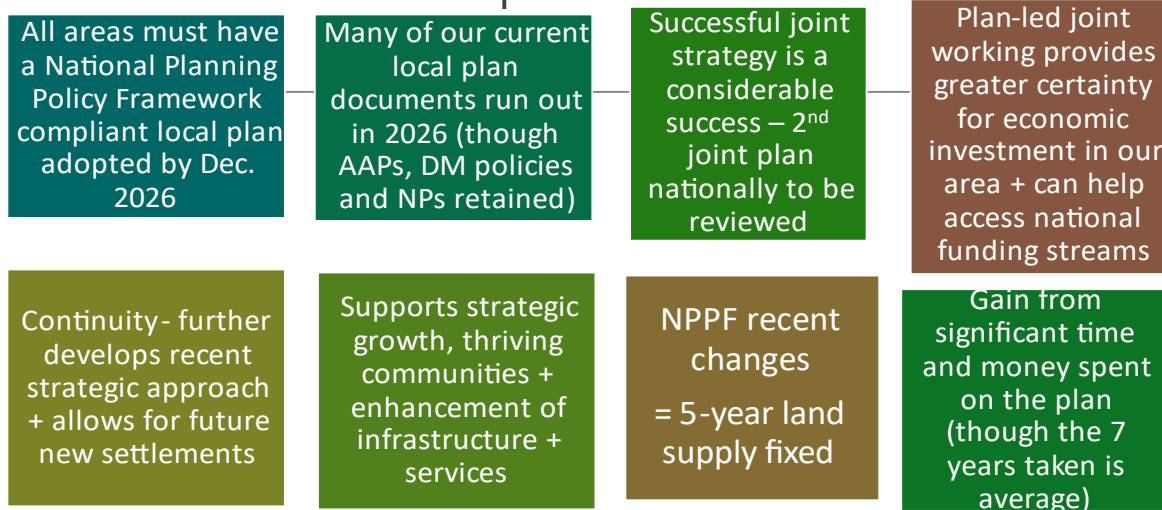 All areas must have
a National Planning
Policy Framework
compliant local plan
adopted by Dec.
2026
Many of our current
local plan
documents run out
in 2026 (though
AAPs, DM policies
and NPs retained)
Successful joint
strategy is a
considerable
success – 2nd
joint plan
nationally to be
reviewed
Plan-led joint
working provides
greater certainty
for economic
investment in our
area + can help
access national
funding streams
Continuity- further
develops recent
strategic approach
+ allows for future
new settlements
Supports strategic
growth, thriving
communities +
enhancement of
infrastructure +
services
NPPF recent
changes
= 5-year land
supply fixed
Gain from
significant time
and money spent
on the plan
(though the 7
years taken is
average)